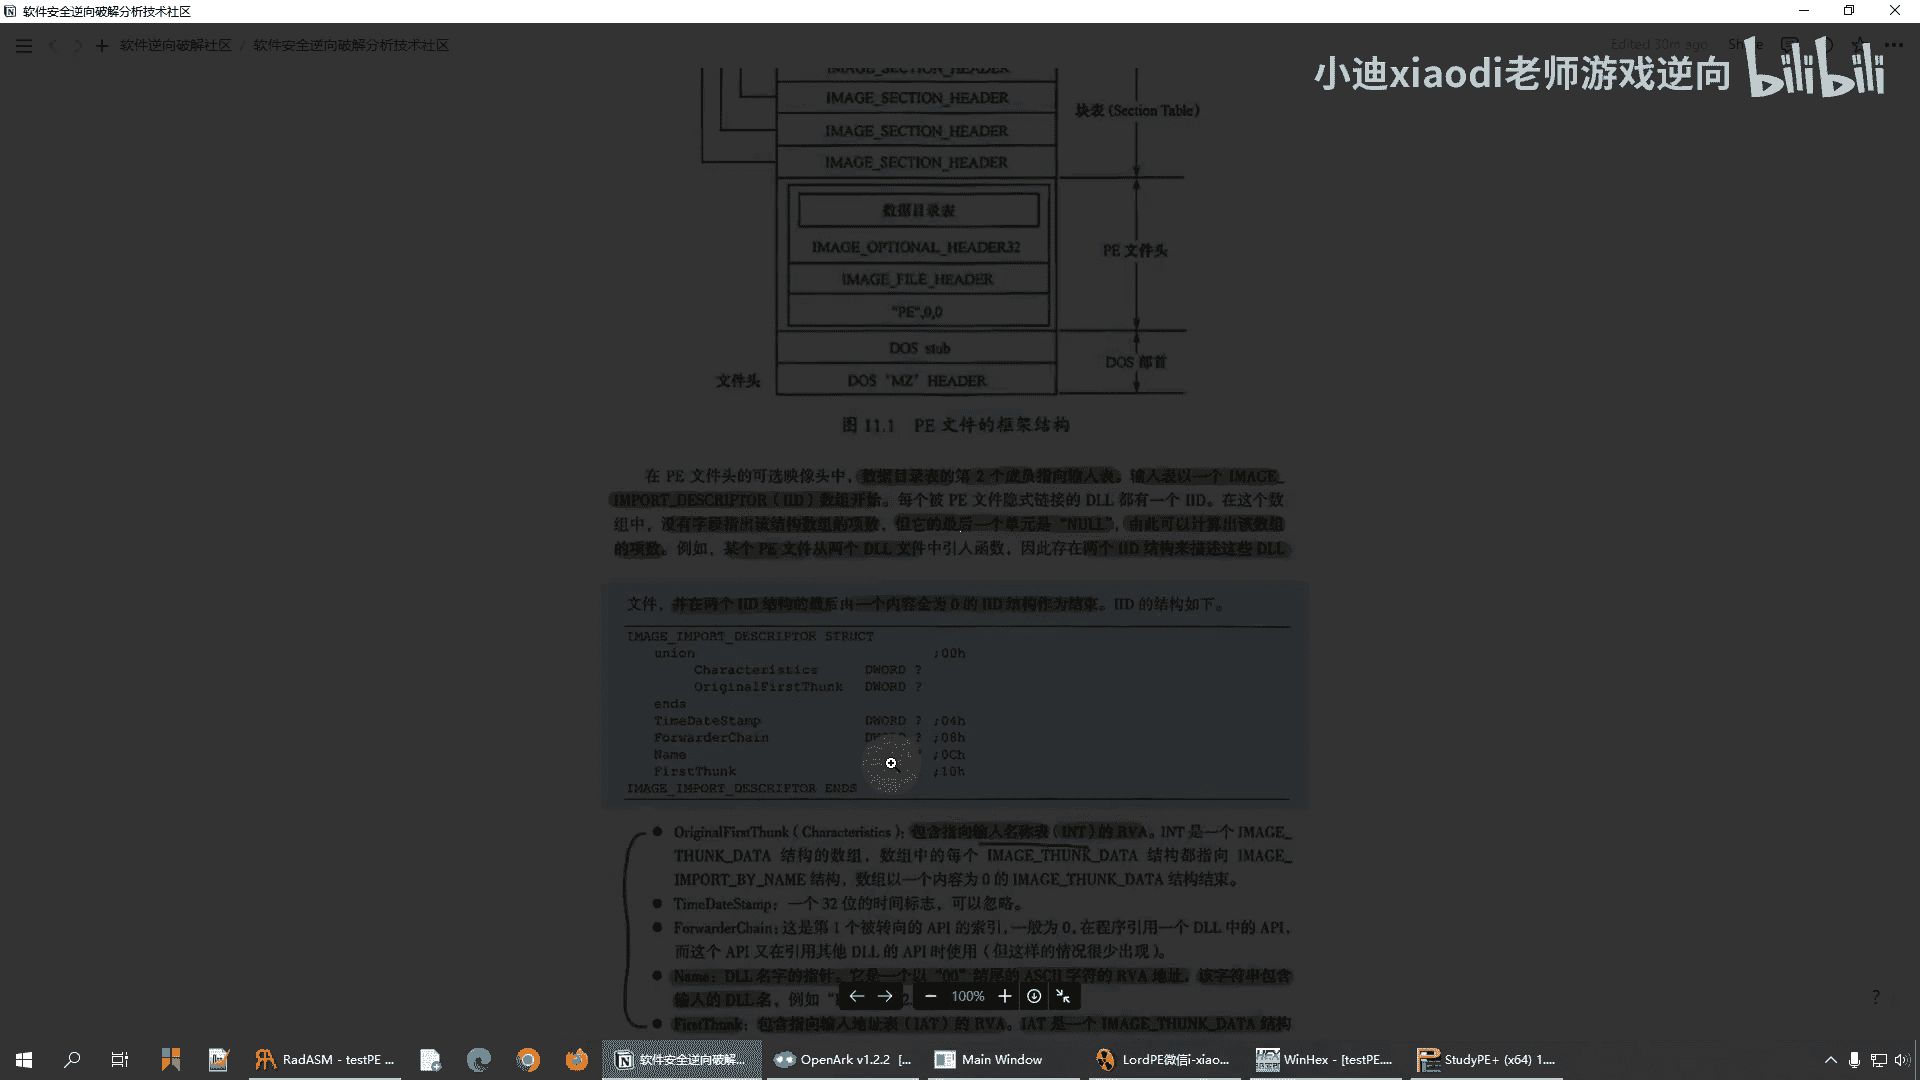 软件安全逆向破解分析技术社区
软件逆向破解社区 / 软件安全逆向破解分析技术社区
Edited 30m ago
小迪xiaodi老师游戏逆向 bilibili
IMAGE_SECTION_HEADER
IMAGE_SECTION_HEADER
块表 (Section Table)
IMAGE_SECTION_HEADER
IMAGE_SECTION_HEADER
数据目录表
IMAGE_OPTIONAL_HEADER32
PE 文件头
IMAGE_FILE_HEADER
"PE",0,0
DOS stub
DOS 部首
文件头
DOS "MZ" HEADER
图 11.1 PE 文件的框架结构
在 PE 文件头的可选映像头中，数据目录表的第 2 个成员指向输入表。输入表以一个 IMAGE_
IMPORT_DESCRIPTOR（IID）数组开始。每个被 PE 文件隐式链接的 DLL 都有一个 IID。在这个数
组中，没有字段指出该结构数组的项数，但它的最后一个单元是“NULL”，由此可以计算出该数组
的项数。例如，某个 PE 文件从两个 DLL 文件中引入函数，因此存在两个 IID 结构来描述这些 DLL
文件，并在两个 IID 结构的最后由一个内容全为 0 的 IID 结构作为结束。IID 的结构如下。
IMAGE_IMPORT_DESCRIPTOR STRUCT
union ;00h
Characteristics DWORD ?
OriginalFirstThunk DWORD ?
ends
TimeDateStamp DWORD ? ;04h
ForwarderChain ;08h
Name ;0Ch
FirstThunk ;10h
IMAGE_IMPORT_DESCRIPTOR ENDS
● OriginalFirstThunk（Characteristics）：包含指向输入名称表（INT）的 RVA。INT 是一个 IMAGE_
THUNK_DATA 结构的数组，数组中的每个 IMAGE_THUNK_DATA 结构都指向 IMAGE_
IMPORT_BY_NAME 结构，数组以一个内容为 0 的 IMAGE_THUNK_DATA 结构结束。
● TimeDateStamp：一个 32 位的时间标志，可以忽略。
● ForwarderChain：这是第 1 个被转向的 API 的索引，一般为 0，在程序引用一个 DLL 中的 API，
而这个 API 又在引用其他 DLL 的 API 时使用（但这样的情况很少出现）。
● Name：DLL 名字的指针。它是一个以“00”结尾的 ASCII 字符的 RVA 地址，该字符串包含
输入的 DLL 名，例如
100%
?
● FirstThunk：包含指向输入地址表（IAT）的 RVA。IAT 是一个 IMAGE_THUNK_DATA 结构
RadASM - testPE ...
软件安全逆向破解...
OpenArk v1.2.2 [...
Main Window
LordPE微信i-xiao...
WinHex - [testPE....
StudyPE+ (x64) 1....